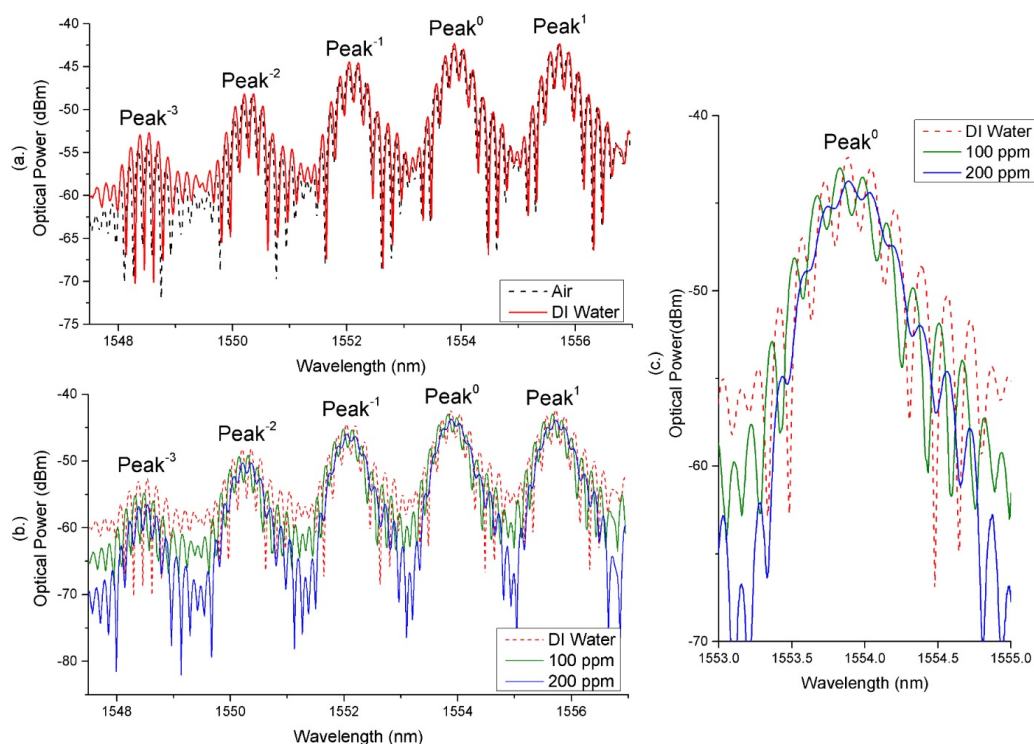 -40
-45
-50
-55
-60
-65
-70
-75
(a.)
Optical Power (dBm)
Peak-3
Peak-2
Peak-1
Peak0
Peak1
Air
DI Water
1548
1550
1552
1554
1556
Wavelength (nm)
-40
-50
-60
-70
-80
(b.)
Optical Power (dBm)
Peak-3
Peak-2
Peak-1
Peak0
Peak1
DI Water
100 ppm
200 ppm
1548
1550
1552
1554
1556
Wavelength (nm)
-40
-50
-60
-70
(c.)
Optical Power(dBm)
Peak0
DI Water
100 ppm
200 ppm
1553.0
1553.5
1554.0
1554.5
1555.0
Wavelength (nm)